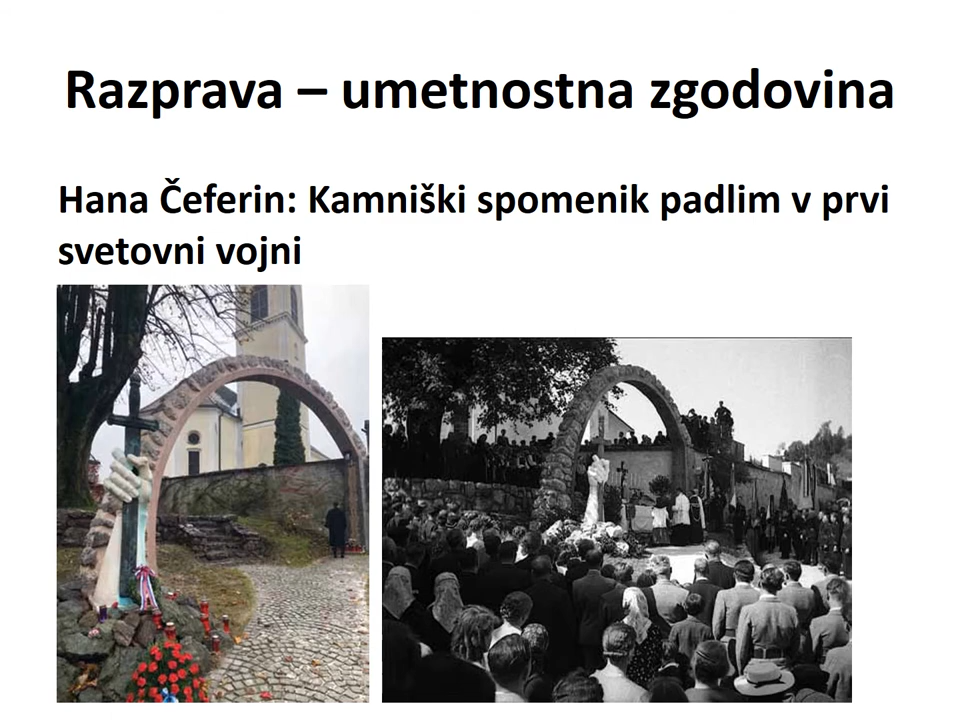 Razprava – umetnostna zgodovina
Hana Čeferin: Kamniški spomenik padlim v prvi
svetovni vojni